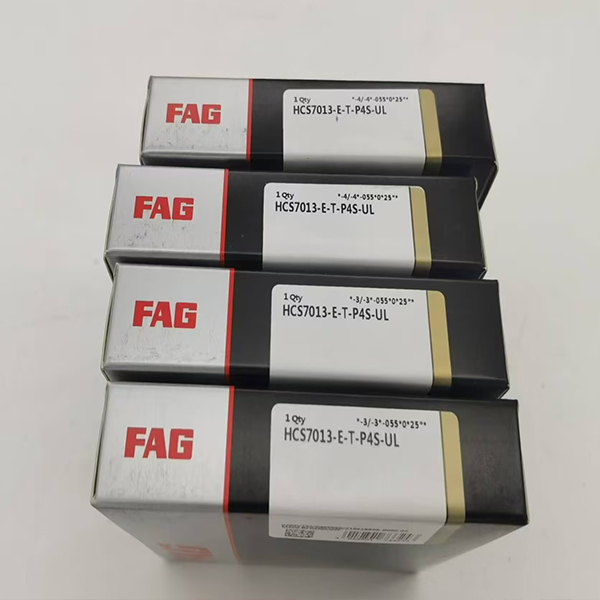 FAG
1 Qty *-4/-4*-055*0*25**
HCS7013-E-T-P4S-UL
FAG
1 Qty *-4/-4*-055*0*25**
HCS7013-E-T-P4S-UL
FAG
1 Qty *-3/-3*-055*0*25**
HCS7013-E-T-P4S-UL
FAG
1 Qty *-3/-3*-055*0*25**
HCS7013-E-T-P4S-UL
FAG